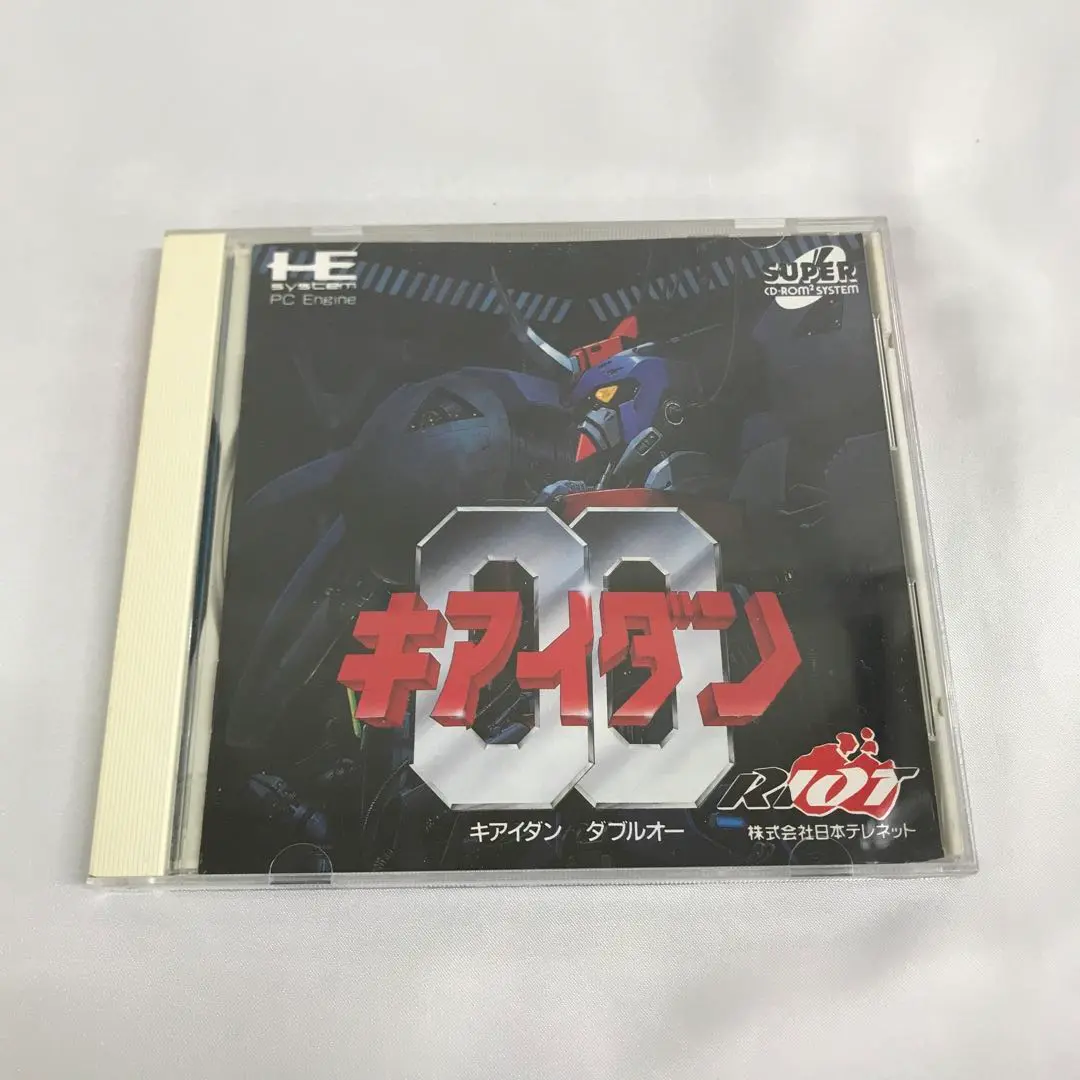 HE
system
PC Engine
SUPER
CD-ROM² SYSTEM
00
キアイダン
キアイダン ダブルオー
RIOT
株式会社日本テレネット